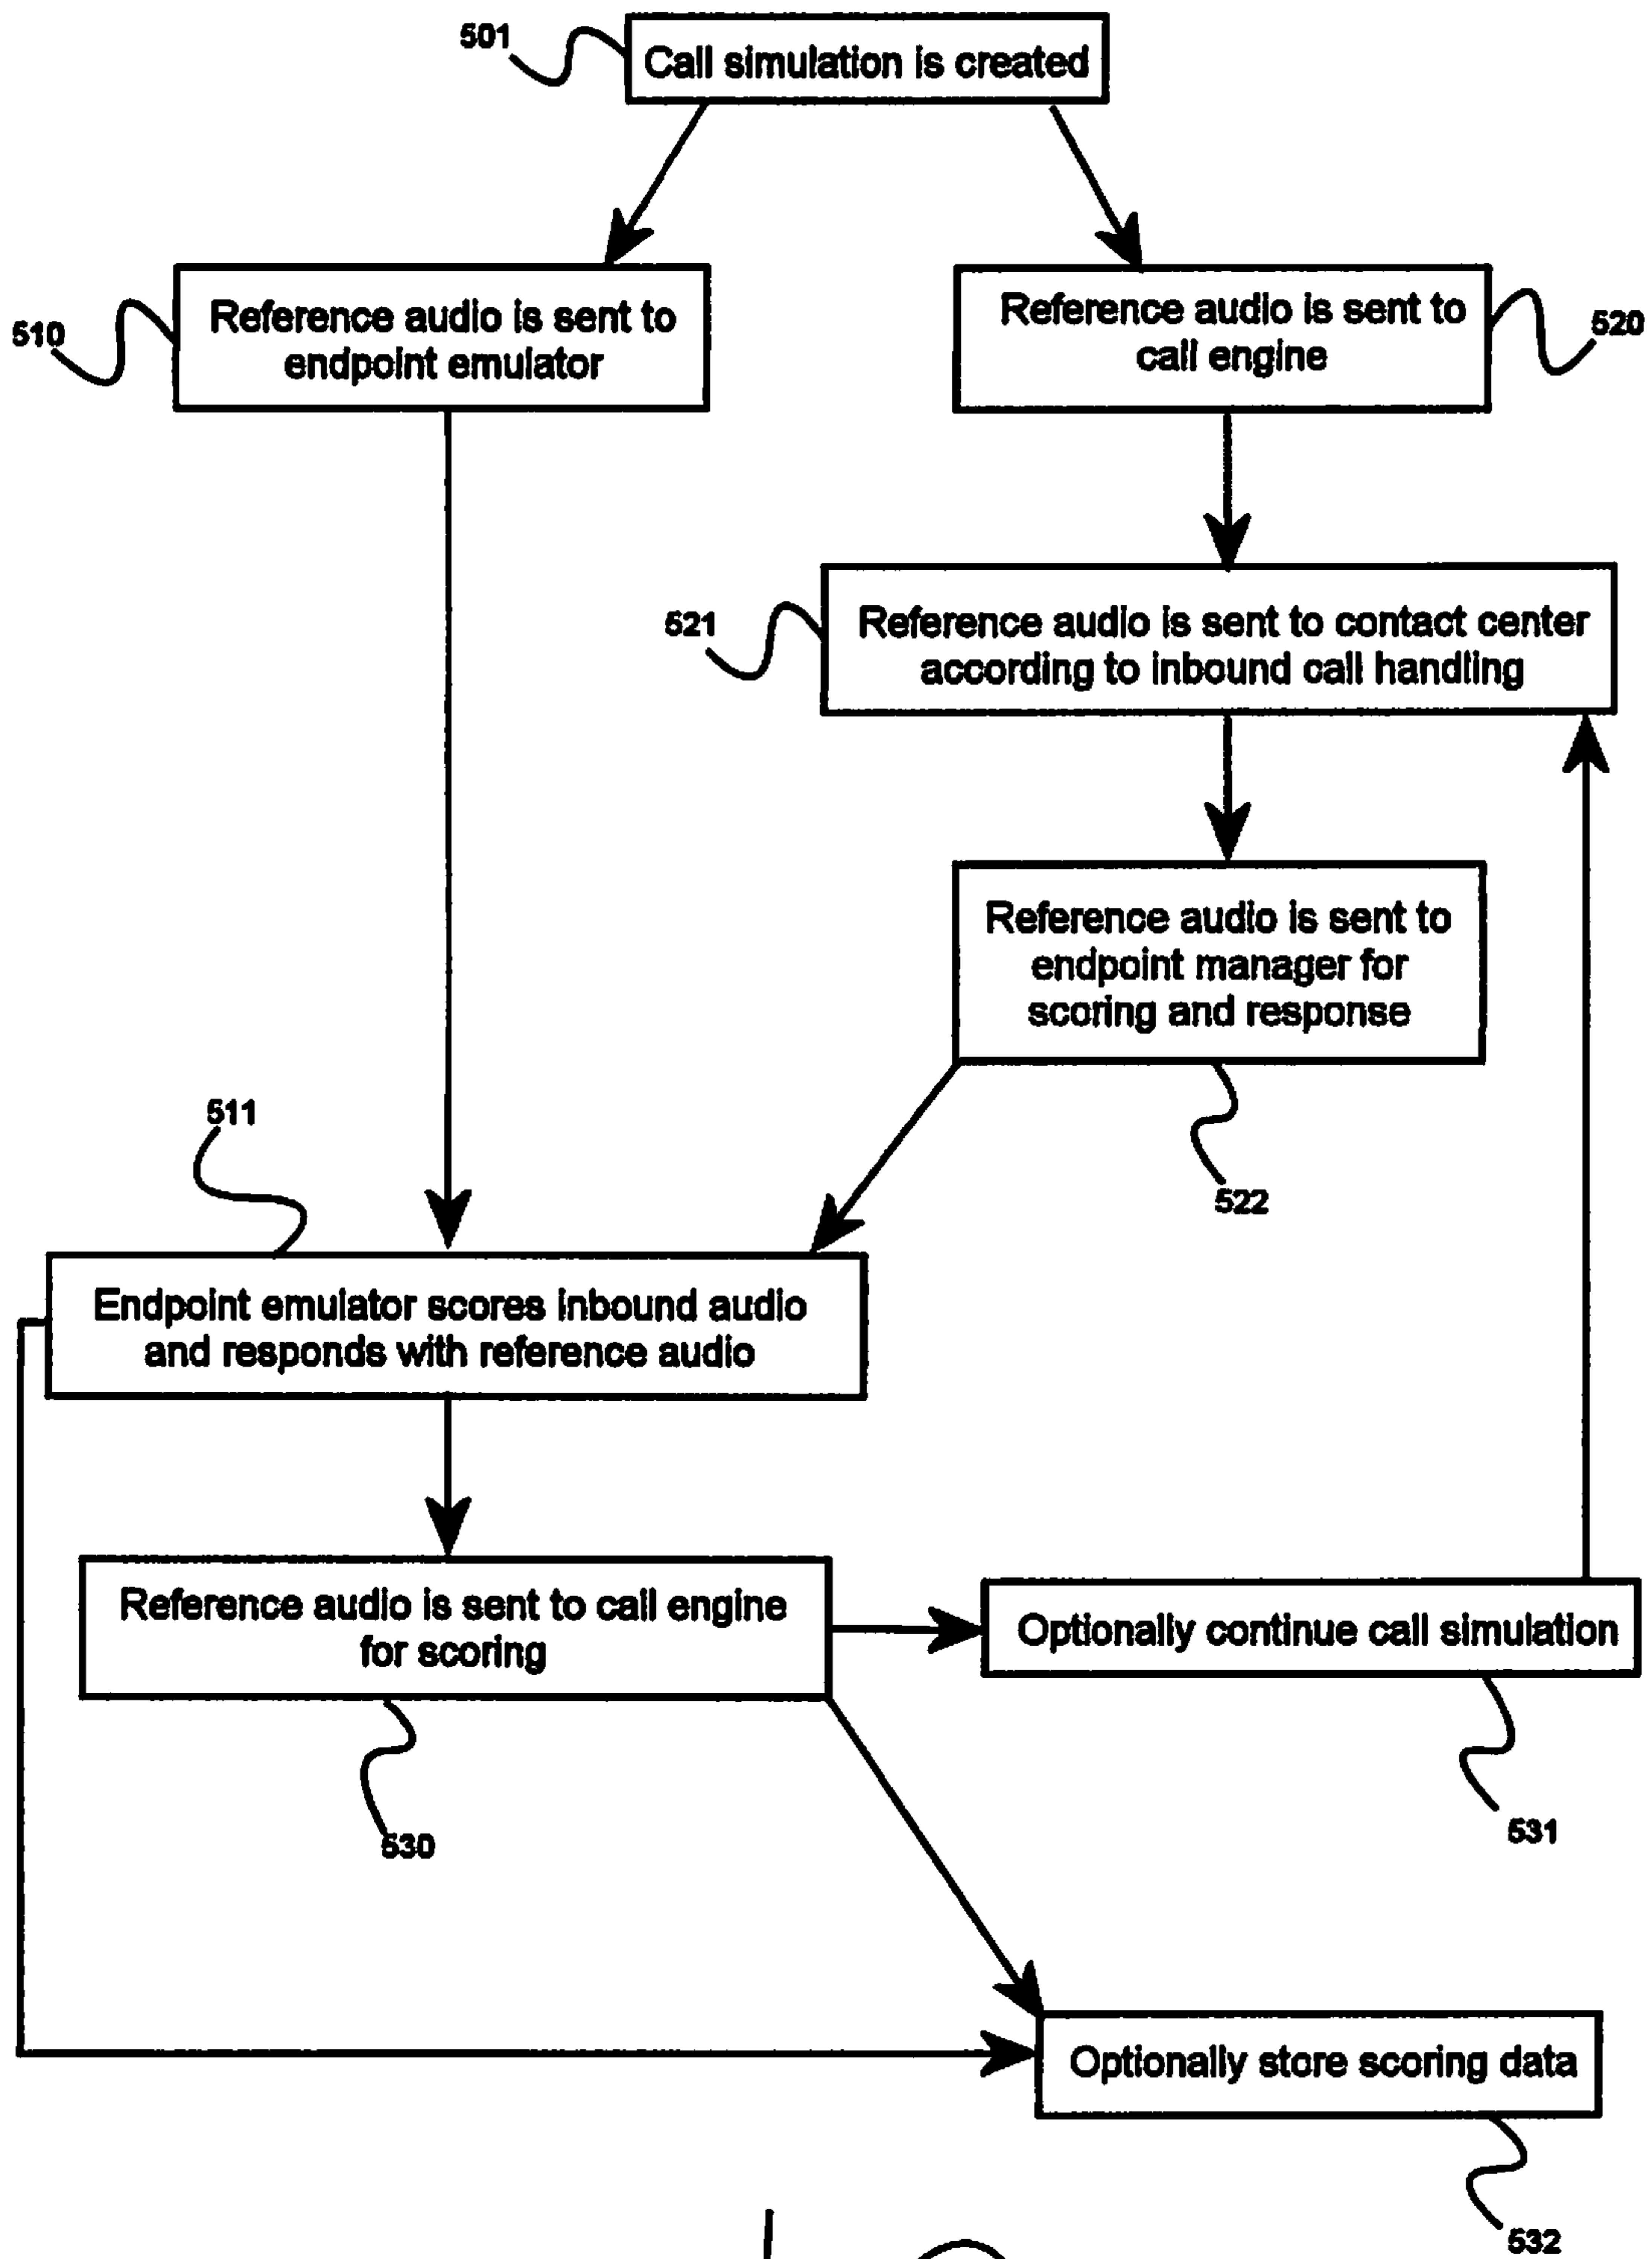 501
Call simulation is created
510
Reference audio is sent to
endpoint emulator
Reference audio is sent to
call engine
520
521
Reference audio is sent to contact center
according to inbound call handling
Reference audio is sent to
endpoint manager for
scoring and response
522
511
Endpoint emulator scores inbound audio
and responds with reference audio
Reference audio is sent to call engine
for scoring
530
Optionally continue call simulation
531
Optionally store scoring data
532